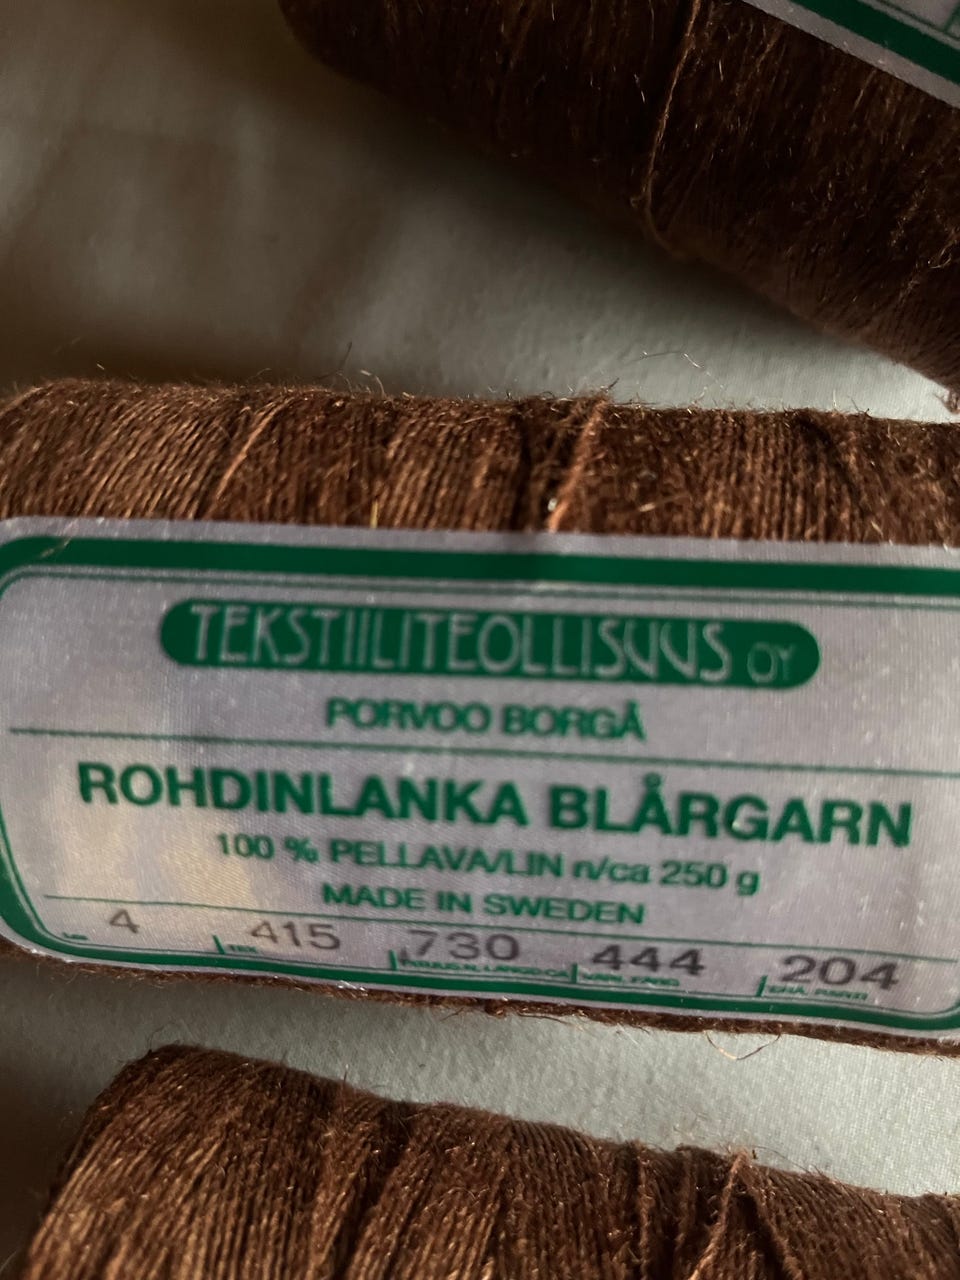 TEKSTIILITEOLLISUUS OY
PORVOO BORGÅ
ROHDINLANKA BLÅRGARN
100 % PELLAVA/LIN n/ca 250 g
MADE IN SWEDEN
4 415 730 444 204
TEX